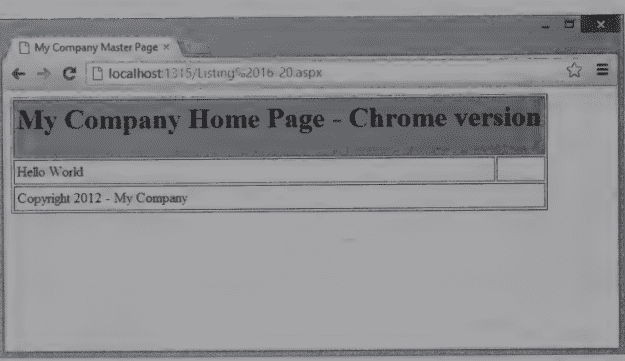 My Company Master Page
localhost:1315/Listing%2016-20.aspx
My Company Home Page - Chrome version
Hello World
Copyright 2012 - My Company